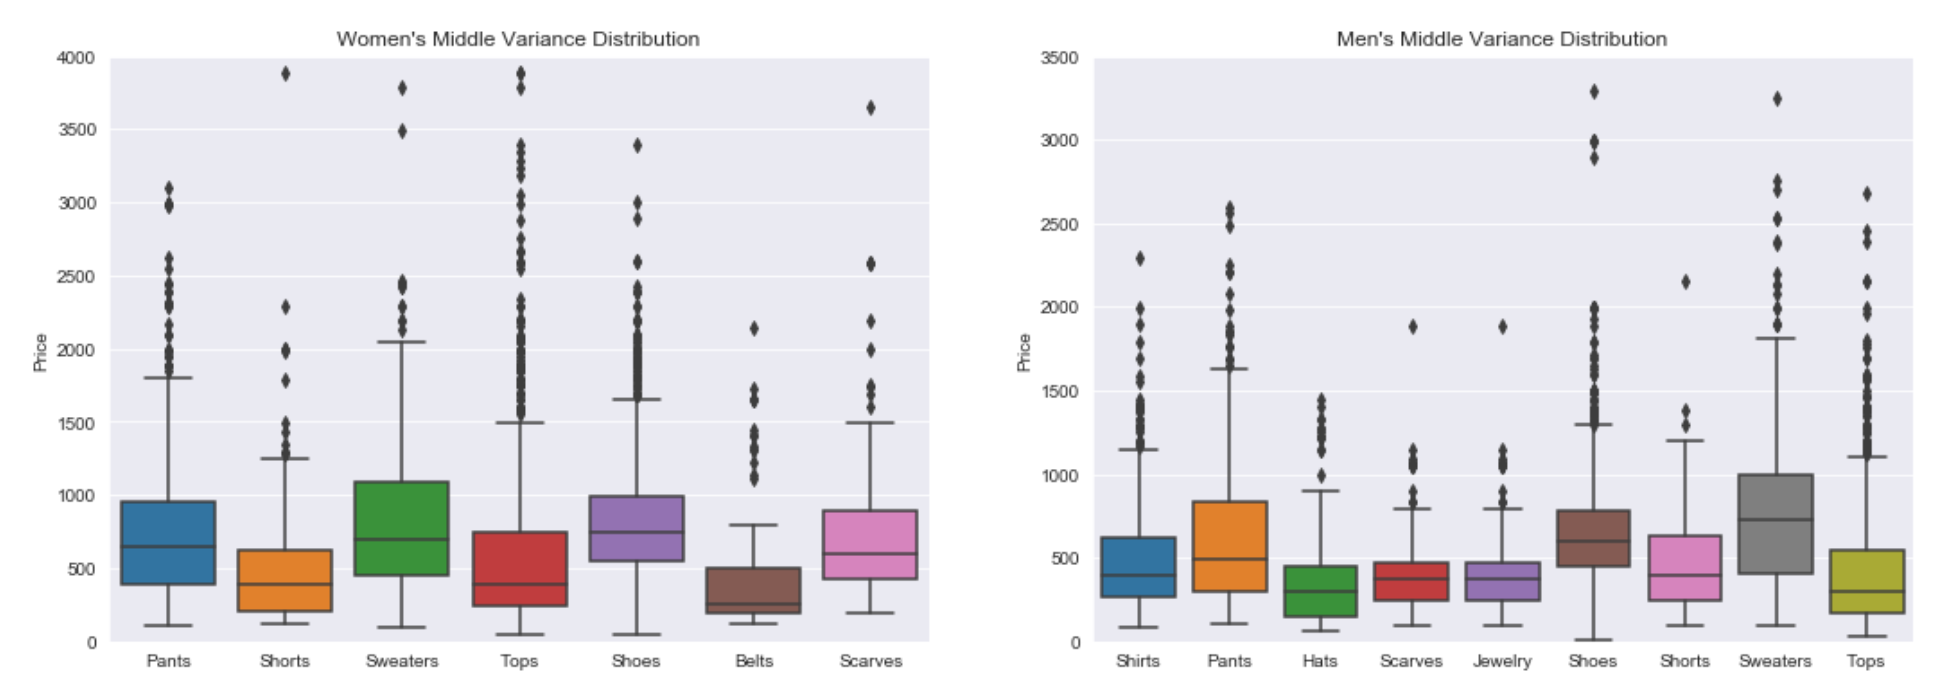 Women's Middle Variance Distribution
4000
3500
3000
2500
2000
1500
1000
500
0
Price
Pants Shorts Sweaters Tops Shoes Belts Scarves
Men's Middle Variance Distribution
3500
3000
2500
2000
1500
1000
500
0
Price
Shirts Pants Hats Scarves Jewelry Shoes Shorts Sweaters Tops